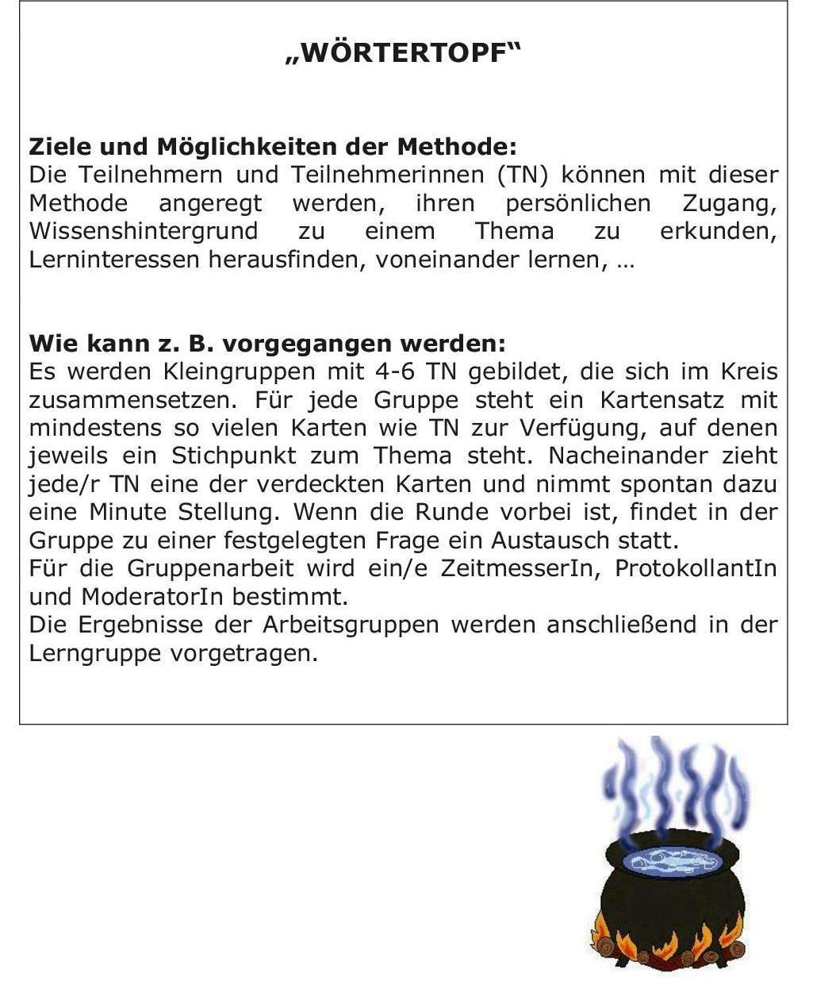 „WÖRTERTOPF“
Ziele und Möglichkeiten der Methode:
Die Teilnehmern und Teilnehmerinnen (TN) können mit dieser
Methode angeregt werden, ihren persönlichen Zugang,
Wissenshintergrund zu einem Thema zu erkunden,
Lerninteressen herausfinden, voneinander lernen, …
Wie kann z. B. vorgegangen werden:
Es werden Kleingruppen mit 4-6 TN gebildet, die sich im Kreis
zusammensetzen. Für jede Gruppe steht ein Kartensatz mit
mindestens so vielen Karten wie TN zur Verfügung, auf denen
jeweils ein Stichpunkt zum Thema steht. Nacheinander zieht
jede/r TN eine der verdeckten Karten und nimmt spontan dazu
eine Minute Stellung. Wenn die Runde vorbei ist, findet in der
Gruppe zu einer festgelegten Frage ein Austausch statt.
Für die Gruppenarbeit wird ein/e ZeitmesserIn, ProtokollantIn
und ModeratorIn bestimmt.
Die Ergebnisse der Arbeitsgruppen werden anschließend in der
Lerngruppe vorgetragen.